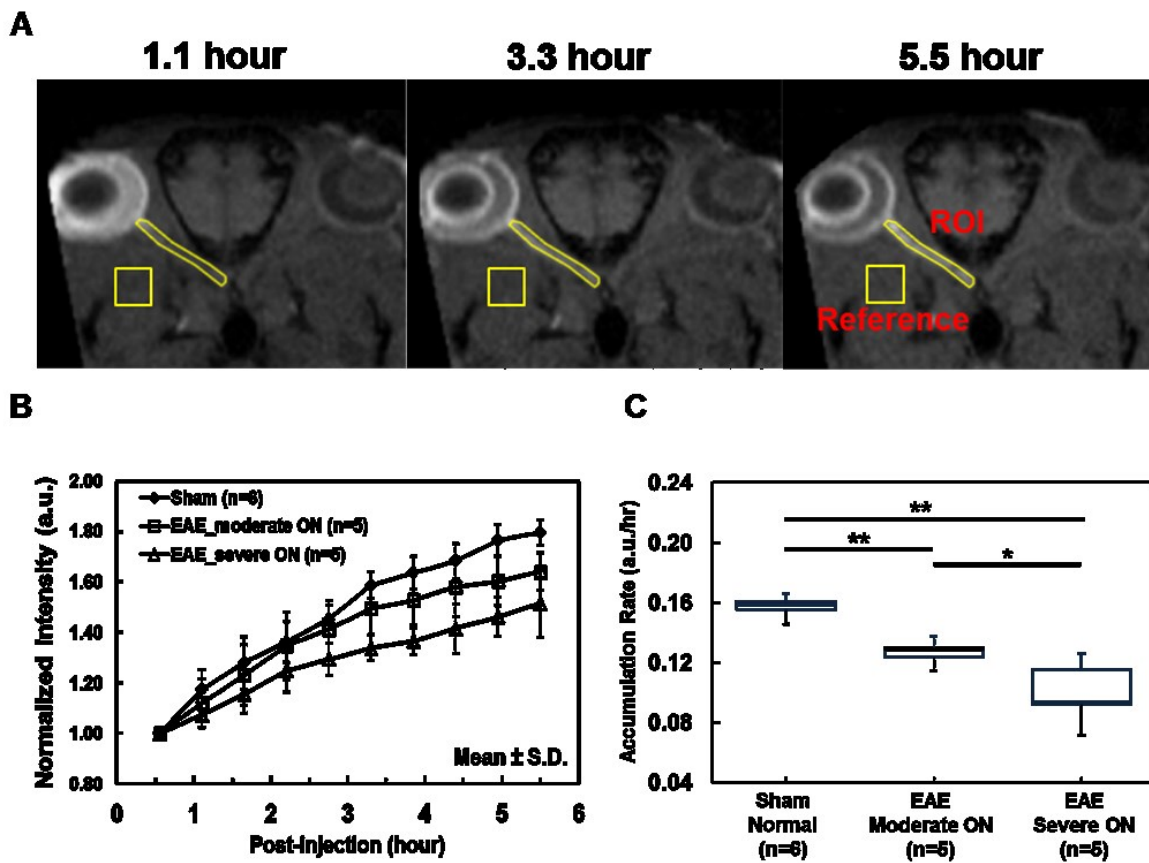 A
1.1 hour
3.3 hour
5.5 hour
ROI
Reference
B
Normalized Intensity (a.u.)
2.00
1.80
1.60
1.40
1.20
1.00
0.80
Sham (n=6)
EAE_moderate ON (n=5)
EAE_severe ON (n=5)
Mean ± S.D.
0 1 2 3 4 5 6
Post-injection (hour)
C
Accumulation Rate (a.u./hr)
0.24
0.20
0.16
0.12
0.08
0.04
**
**
*
Sham
Normal
(n=6)
EAE
Moderate ON
(n=5)
EAE
Severe ON
(n=5)